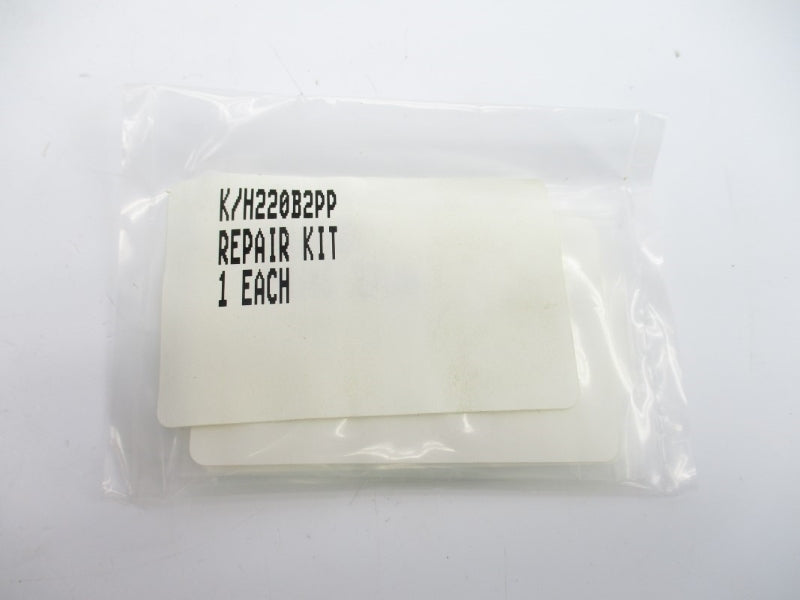 K/H220B2PP
REPAIR KIT
1 EACH